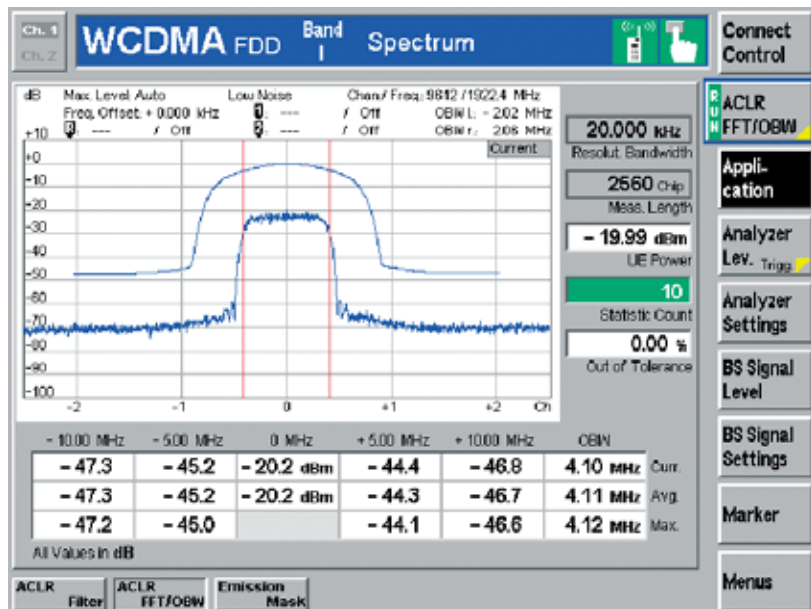 Ch. 1
Ch. 2
WCDMA FDD Band I Spectrum
Connect Control
dB Max. Level Auto Low Noise Chan./ Freq.: 9612 /1922.4 MHz
Freq. Offset: + 0.000 kHz --- / Off OBW l.: - 2.02 MHz
--- / Off --- / Off OBW r.: 2.06 MHz
Current
+10
+0
-10
-20
-30
-40
-50
-60
-70
-80
-90
-100
-2 -1 0 +1 +2 Ch
20.000 KHz
Resolut. Bandwidth
2560 Chip
Meas. Length
- 19.99 dBm
UE Power
10
Statistic Count
0.00 %
Out of Tolerance
- 10.00 MHz - 5.00 MHz 0 MHz + 5.00 MHz + 10.00 MHz OBW
- 47.3 - 45.2 - 20.2 dBm - 44.4 - 46.8 4.10 MHz Curr.
- 47.3 - 45.2 - 20.2 dBm - 44.3 - 46.7 4.11 MHz Avg.
- 47.2 - 45.0 - 44.1 - 46.6 4.12 MHz Max.
All Values in dB
ACLR Filter
ACLR FFT/OBW
Emission Mask
RUN
ACLR FFT/OBW
Appli-
cation
Analyzer
Lev. Trigg.
Analyzer
Settings
BS Signal
Level
BS Signal
Settings
Marker
Menus